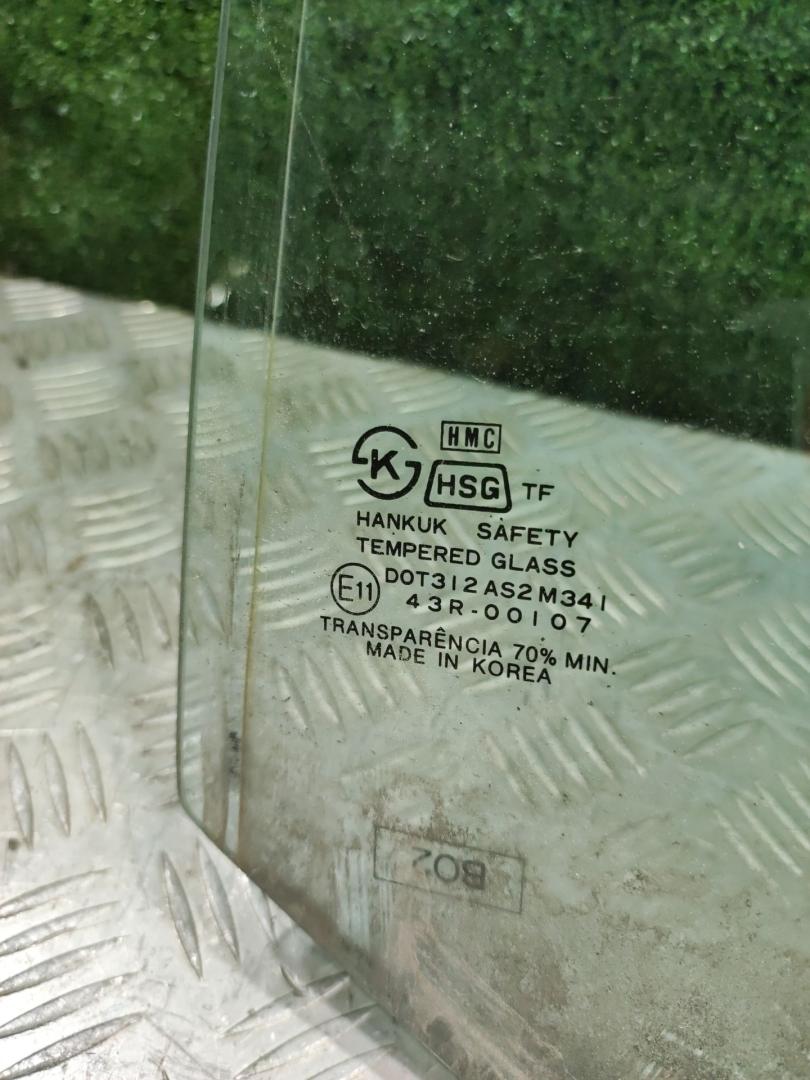 HMC
K HSG TF
HANKUK SAFETY
TEMPERED GLASS
E11 DOT312 AS2 M341
43R-00107
TRANSPARÊNCIA 70% MIN.
MADE IN KOREA